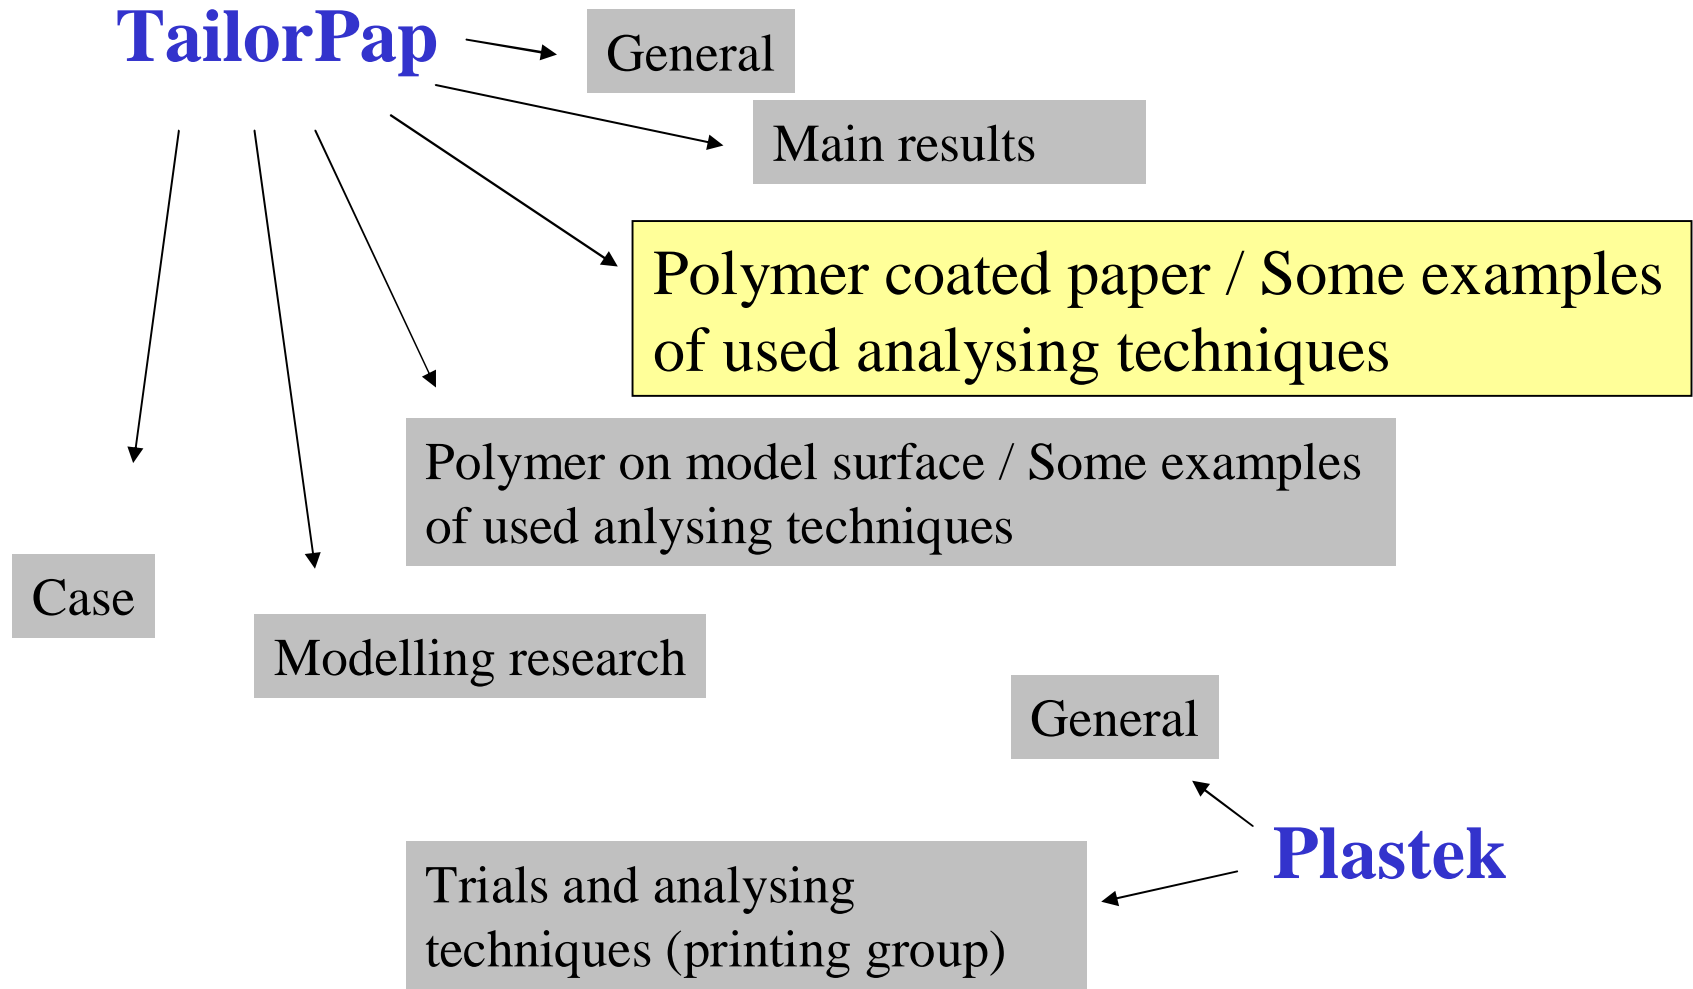 TailorPap
General
Main results
Polymer coated paper / Some examples
of used analysing techniques
Polymer on model surface / Some examples
of used anlysing techniques
Case
Modelling research
General
Plastek
Trials and analysing
techniques (printing group)